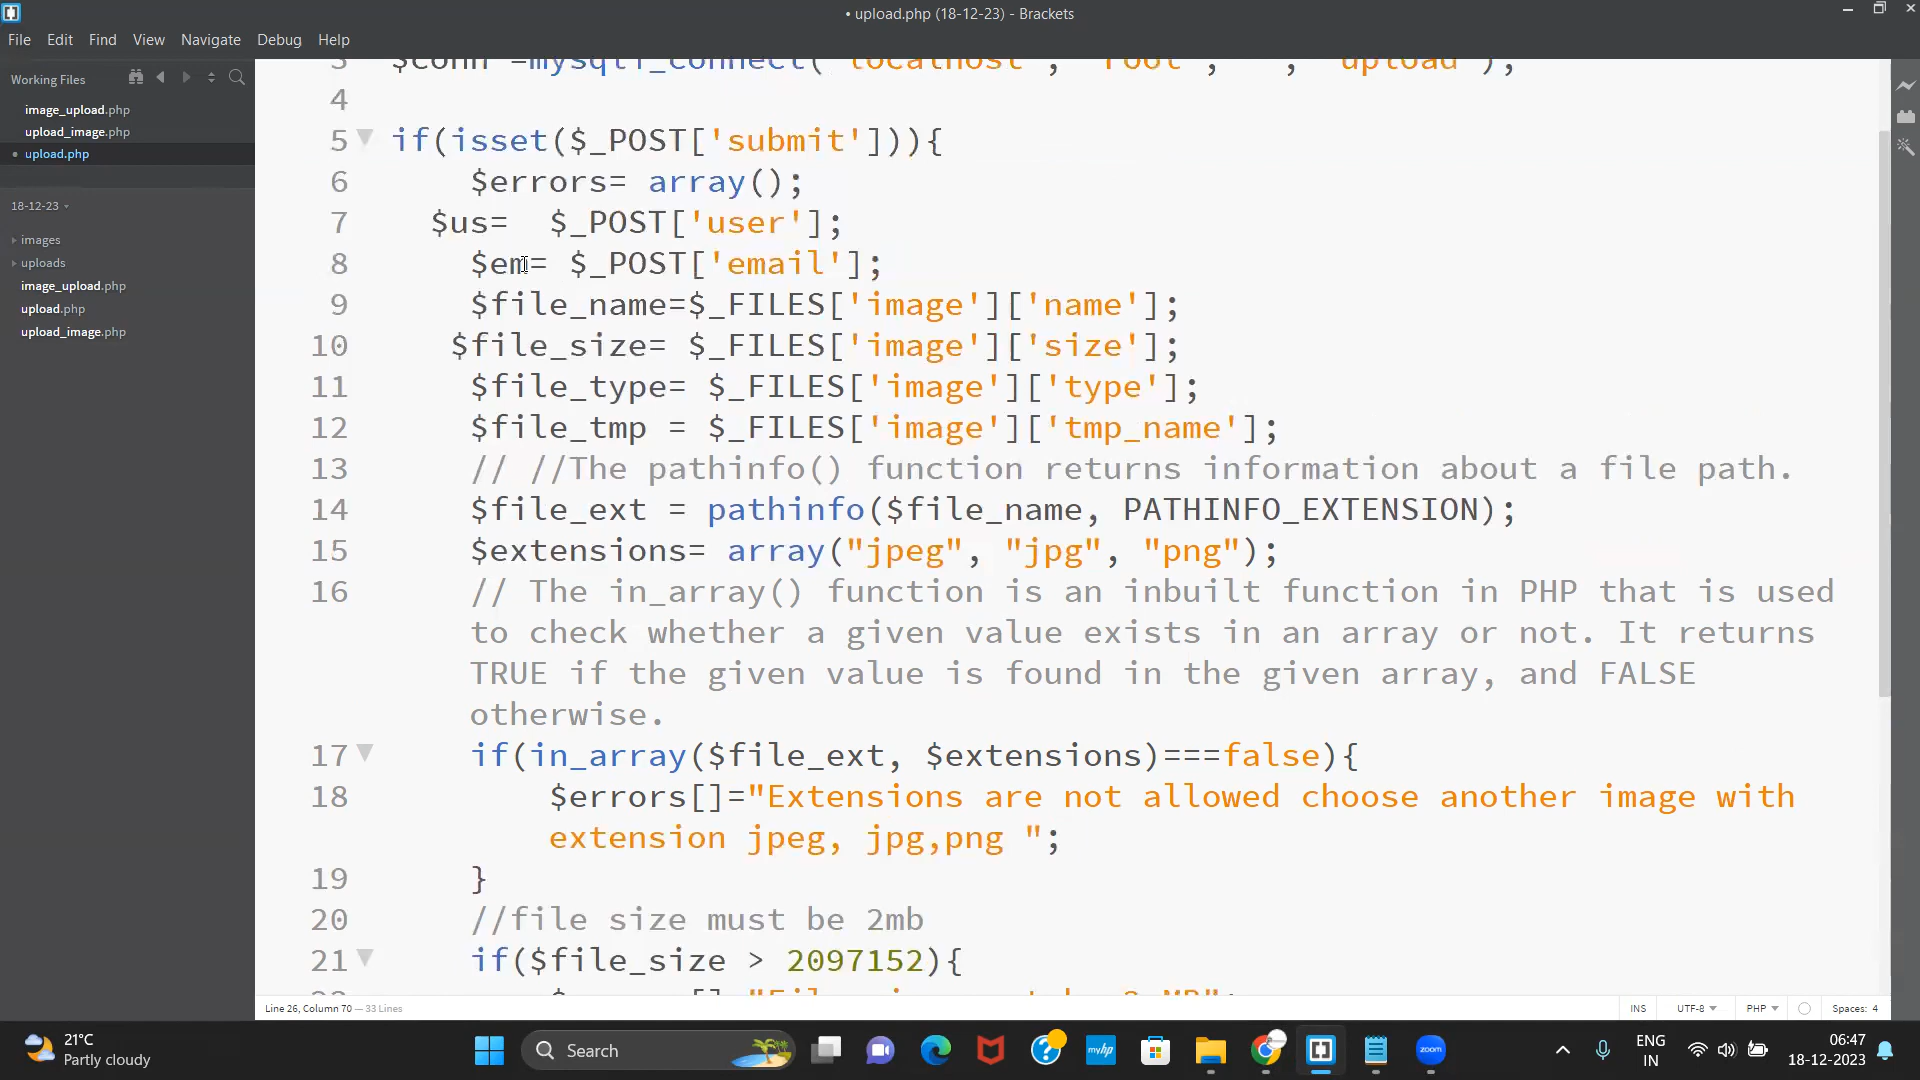 • upload.php (18-12-23) - Brackets
File Edit Find View Navigate Debug Help
Working Files
image_upload.php
upload_image.php
• upload.php
18-12-23
images
uploads
image_upload.php
upload.php
upload_image.php
3 $conn =mysqli_connect("localhost", "root", "", "upload");
4
5 if(isset($_POST['submit'])){
6 $errors= array();
7 $us=  $_POST['user'];
8 $em= $_POST['email'];
9 $file_name=$_FILES['image']['name'];
10 $file_size= $_FILES['image']['size'];
11 $file_type= $_FILES['image']['type'];
12 $file_tmp = $_FILES['image']['tmp_name'];
13 // //The pathinfo() function returns information about a file path.
14 $file_ext = pathinfo($file_name, PATHINFO_EXTENSION);
15 $extensions= array("jpeg", "jpg", "png");
16 // The in_array() function is an inbuilt function in PHP that is used
to check whether a given value exists in an array or not. It returns
TRUE if the given value is found in the given array, and FALSE
otherwise.
17 if(in_array($file_ext, $extensions)===false){
18 $errors[]="Extensions are not allowed choose another image with
extension jpeg, jpg,png ";
19 }
20 //file size must be 2mb
21 if($file_size > 2097152){
Line 26, Column 70 — 33 Lines
INS UTF-8 PHP Spaces: 4
21°C
Partly cloudy
Search
myhp
zoom
ENG
IN
06:47
18-12-2023